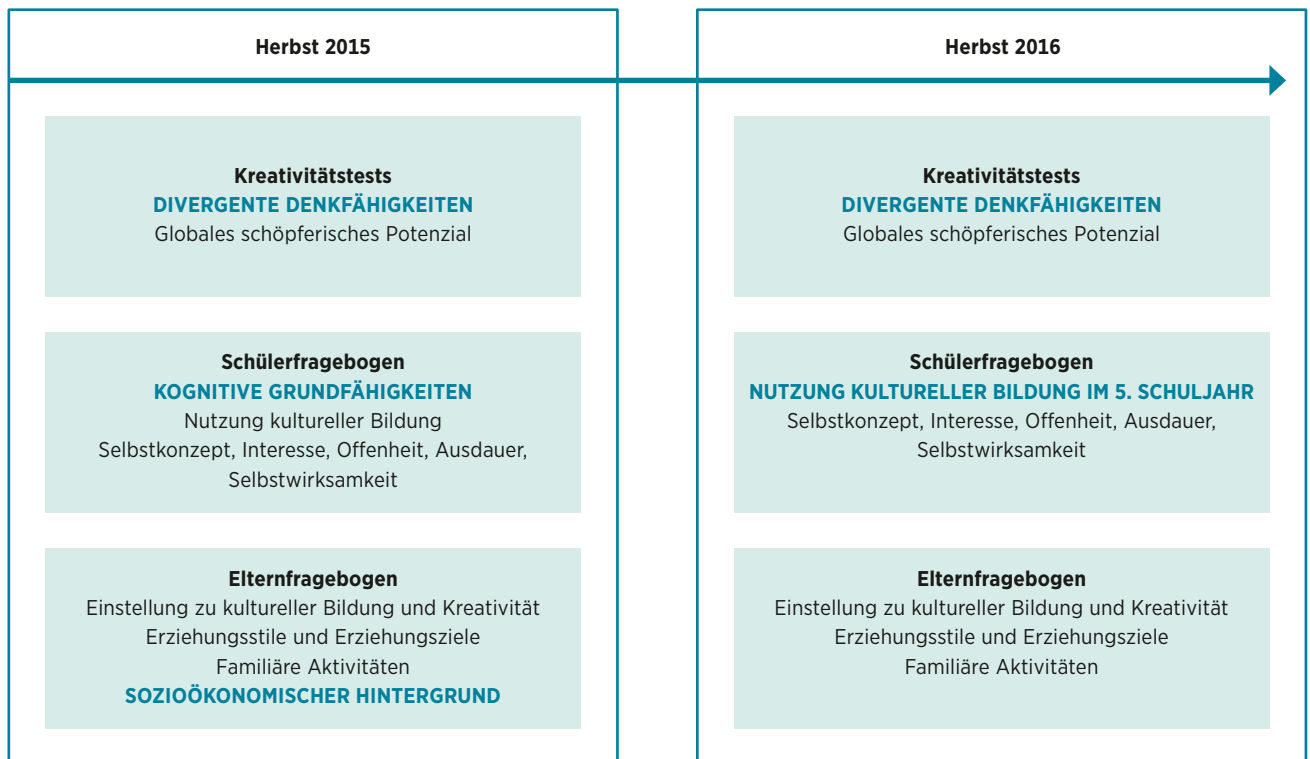 Herbst 2015
Kreativitätstests
DIVERGENTE DENKFÄHIGKEITEN
Globales schöpferisches Potenzial
Schülerfragebogen
KOGNITIVE GRUNDFÄHIGKEITEN
Nutzung kultureller Bildung
Selbstkonzept, Interesse, Offenheit, Ausdauer,
Selbstwirksamkeit
Elternfragebogen
Einstellung zu kultureller Bildung und Kreativität
Erziehungsstile und Erziehungsziele
Familiäre Aktivitäten
SOZIOÖKONOMISCHER HINTERGRUND
Herbst 2016
Kreativitätstests
DIVERGENTE DENKFÄHIGKEITEN
Globales schöpferisches Potenzial
Schülerfragebogen
NUTZUNG KULTURELLER BILDUNG IM 5. SCHULJAHR
Selbstkonzept, Interesse, Offenheit, Ausdauer,
Selbstwirksamkeit
Elternfragebogen
Einstellung zu kultureller Bildung und Kreativität
Erziehungsstile und Erziehungsziele
Familiäre Aktivitäten